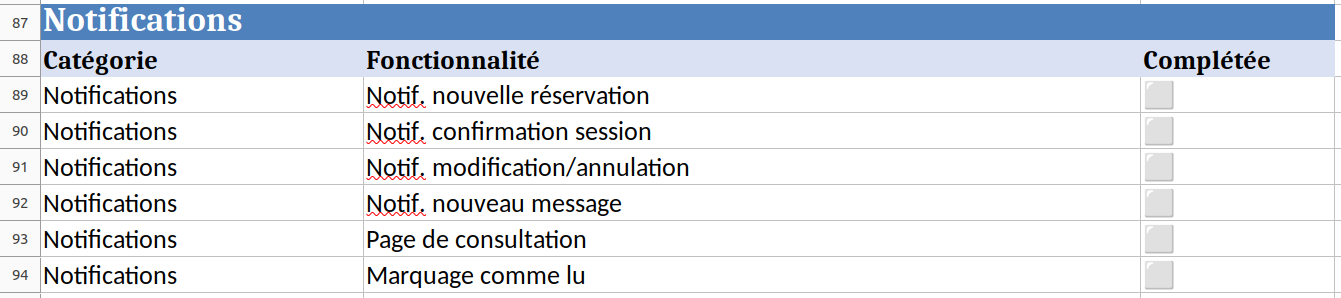 87 Notifications
88 Catégorie Fonctionnalité Complétée
89 Notifications Notif. nouvelle réservation
90 Notifications Notif. confirmation session
91 Notifications Notif. modification/annulation
92 Notifications Notif. nouveau message
93 Notifications Page de consultation
94 Notifications Marquage comme lu